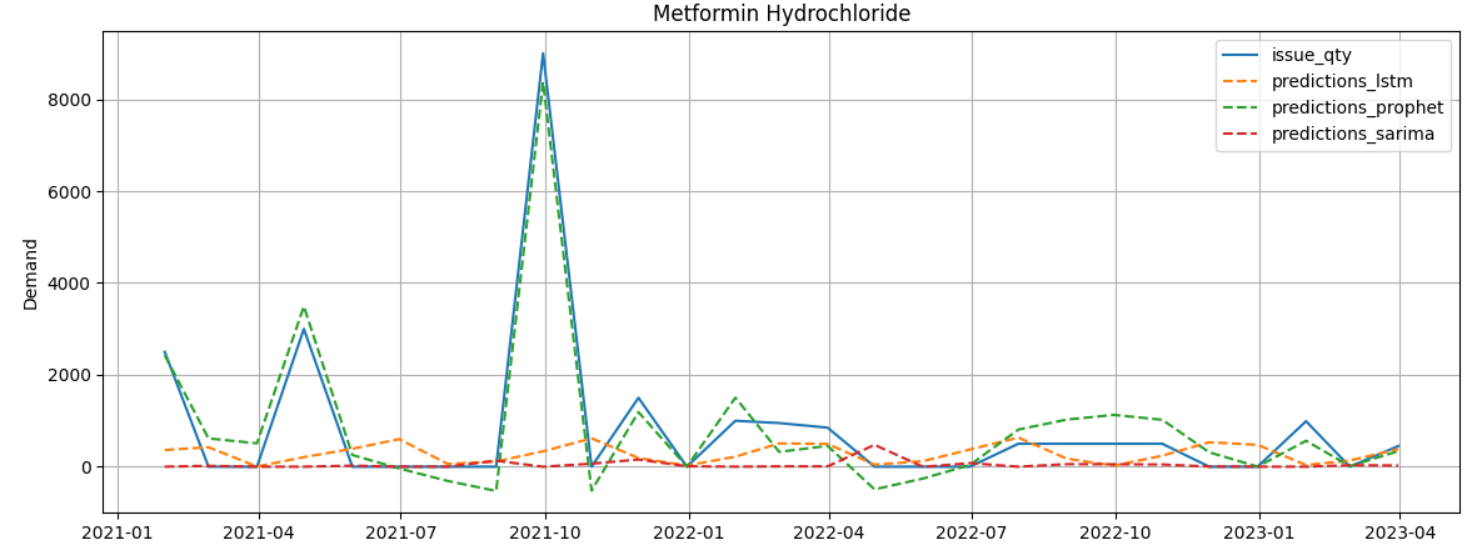 Metformin Hydrochloride
issue_qty
predictions_lstm
predictions_prophet
predictions_sarima
Demand
8000
6000
4000
2000
0
2021-01 2021-04 2021-07 2021-10 2022-01 2022-04 2022-07 2022-10 2023-01 2023-04